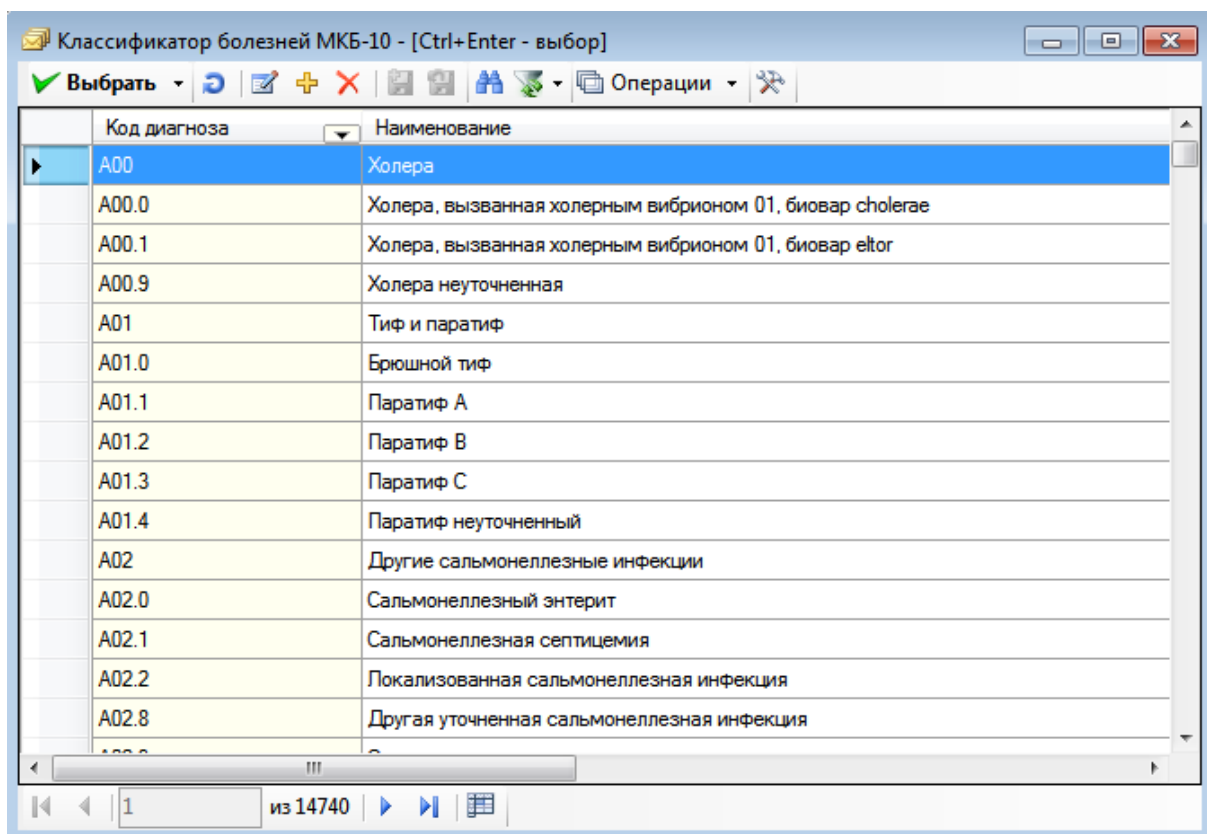 Классификатор болезней МКБ-10 - [Ctrl+Enter - выбор]
Выбрать Операции
Код диагноза Наименование
A00 Холера
A00.0 Холера, вызванная холерным вибрионом 01, биовар cholerae
A00.1 Холера, вызванная холерным вибрионом 01, биовар eltor
A00.9 Холера неуточненная
A01 Тиф и паратиф
A01.0 Брюшной тиф
A01.1 Паратиф A
A01.2 Паратиф B
A01.3 Паратиф C
A01.4 Паратиф неуточненный
A02 Другие сальмонеллезные инфекции
A02.0 Сальмонеллезный энтерит
A02.1 Сальмонеллезная септицемия
A02.2 Локализованная сальмонеллезная инфекция
A02.8 Другая уточненная сальмонеллезная инфекция
1 из 14740